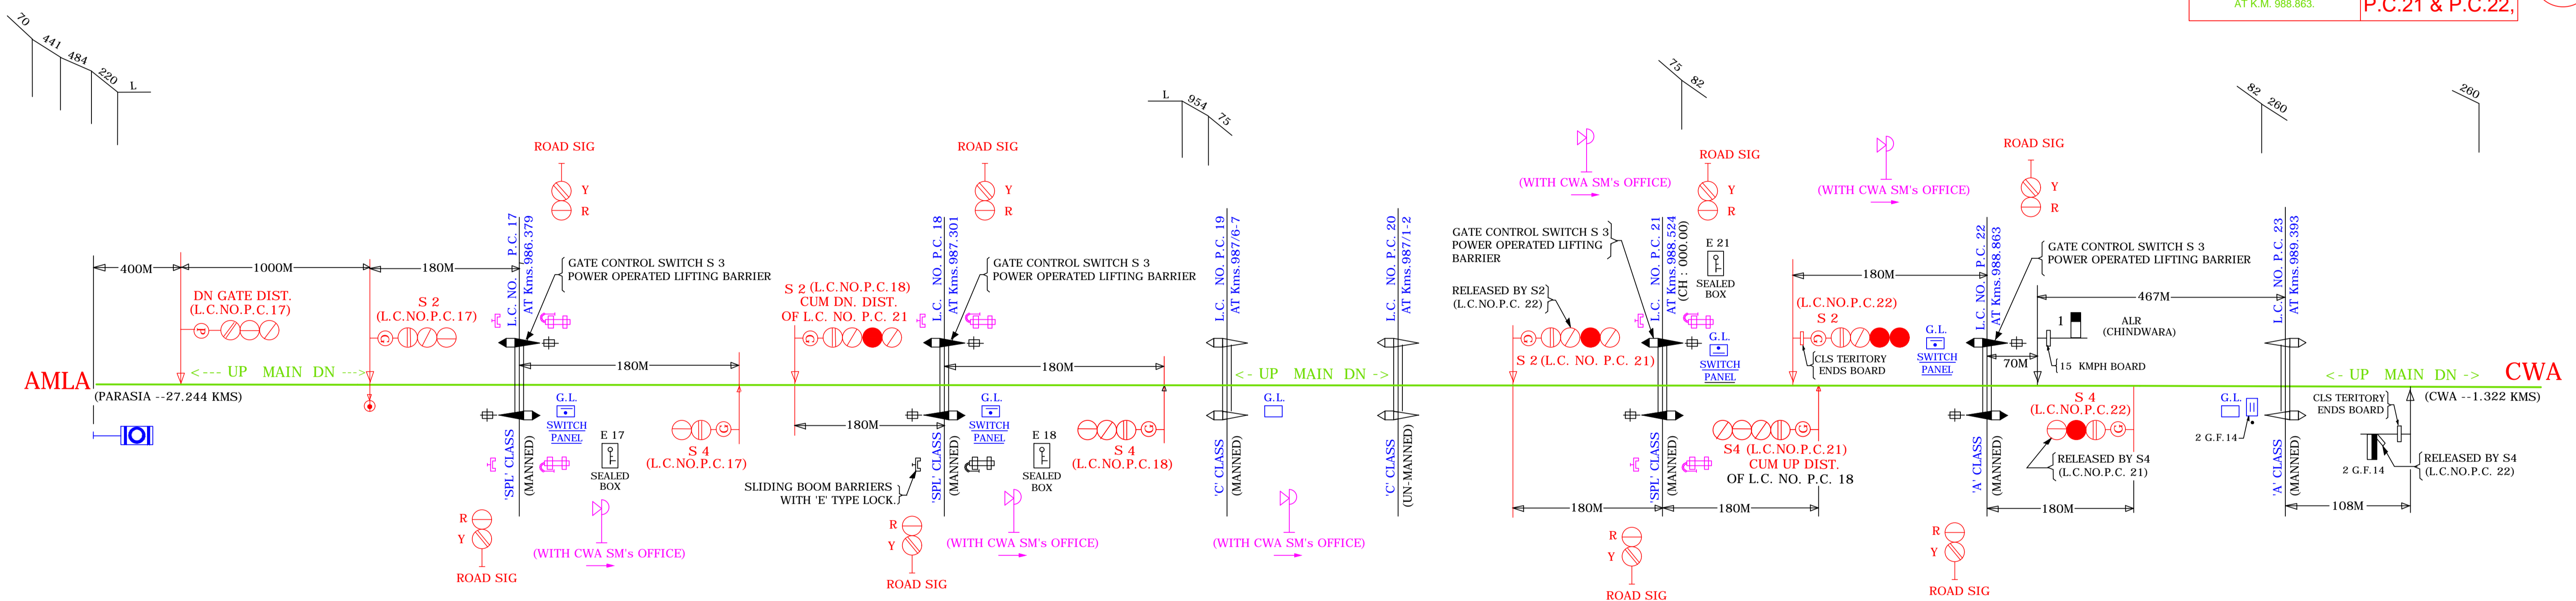 AT K.M. 988.863.
P.C.21 & P.C.22,
70
441
484
220
L
L
954
75
75
82
82
260
260
ROAD SIG
Y
R
ROAD SIG
Y
R
(WITH CWA SM's OFFICE)
ROAD SIG
Y
R
(WITH CWA SM's OFFICE)
ROAD SIG
Y
R
400M
1000M
180M
DN GATE DIST.
(L.C.NO.P.C.17)
P
S 2
(L.C.NO.P.C.17)
G
L.C. NO. P.C. 17
AT Kms.986.379
GATE CONTROL SWITCH S 3
POWER OPERATED LIFTING BARRIER
180M
S 2 (L.C.NO.P.C.18)
CUM DN. DIST.
OF L.C. NO. P.C. 21
G
L.C. NO. P.C. 18
AT Kms.987.301
GATE CONTROL SWITCH S 3
POWER OPERATED LIFTING BARRIER
180M
L.C. NO. P.C. 19
AT Kms.987/6-7
L.C. NO. P.C. 20
AT Kms.987/1-2
GATE CONTROL SWITCH S 3
POWER OPERATED LIFTING
BARRIER
RELEASED BY S2
(L.C.NO.P.C. 22)
G
S 2 (L.C. NO. P.C. 21)
L.C. NO. P.C. 21
AT Kms.988.524
(CH : 000.00)
E 21
SEALED
BOX
G.L.
SWITCH
PANEL
180M
(L.C.NO.P.C.22)
S 2
G
CLS TERITORY
ENDS BOARD
G.L.
SWITCH
PANEL
L.C. NO. P.C. 22
AT Kms.988.863
GATE CONTROL SWITCH S 3
POWER OPERATED LIFTING BARRIER
467M
1
ALR
(CHINDWARA)
70M
15 KMPH BOARD
L.C. NO. P.C. 23
AT Kms.989.393
AMLA
<--- UP MAIN DN --->
<- UP MAIN DN ->
<- UP MAIN DN ->
CWA
(PARASIA --27.244 KMS)
(CWA --1.322 KMS)
'SPL' CLASS
(MANNED)
G.L.
SWITCH
PANEL
E 17
SEALED
BOX
G
S 4
(L.C.NO.P.C.17)
180M
SLIDING BOOM BARRIERS
WITH 'E' TYPE LOCK.
'SPL' CLASS
(MANNED)
G.L.
SWITCH
PANEL
E 18
SEALED
BOX
G
S 4
(L.C.NO.P.C.18)
'C' CLASS
(MANNED)
G.L.
'C' CLASS
(UN-MANNED)
'SPL' CLASS
(MANNED)
G
S4 (L.C.NO.P.C.21)
CUM UP DIST.
OF L.C. NO. P.C. 18
180M
180M
'A' CLASS
(MANNED)
S 4
(L.C.NO.P.C.22)
G
RELEASED BY S4
(L.C.NO.P.C. 21)
180M
G.L.
2 G.F.14
'A' CLASS
(MANNED)
CLS TERITORY
ENDS BOARD
2 G.F.14
RELEASED BY S4
(L.C.NO.P.C. 22)
108M
R
Y
ROAD SIG
(WITH CWA SM's OFFICE)
R
Y
ROAD SIG
(WITH CWA SM's OFFICE)
(WITH CWA SM's OFFICE)
R
Y
ROAD SIG
R
Y
ROAD SIG